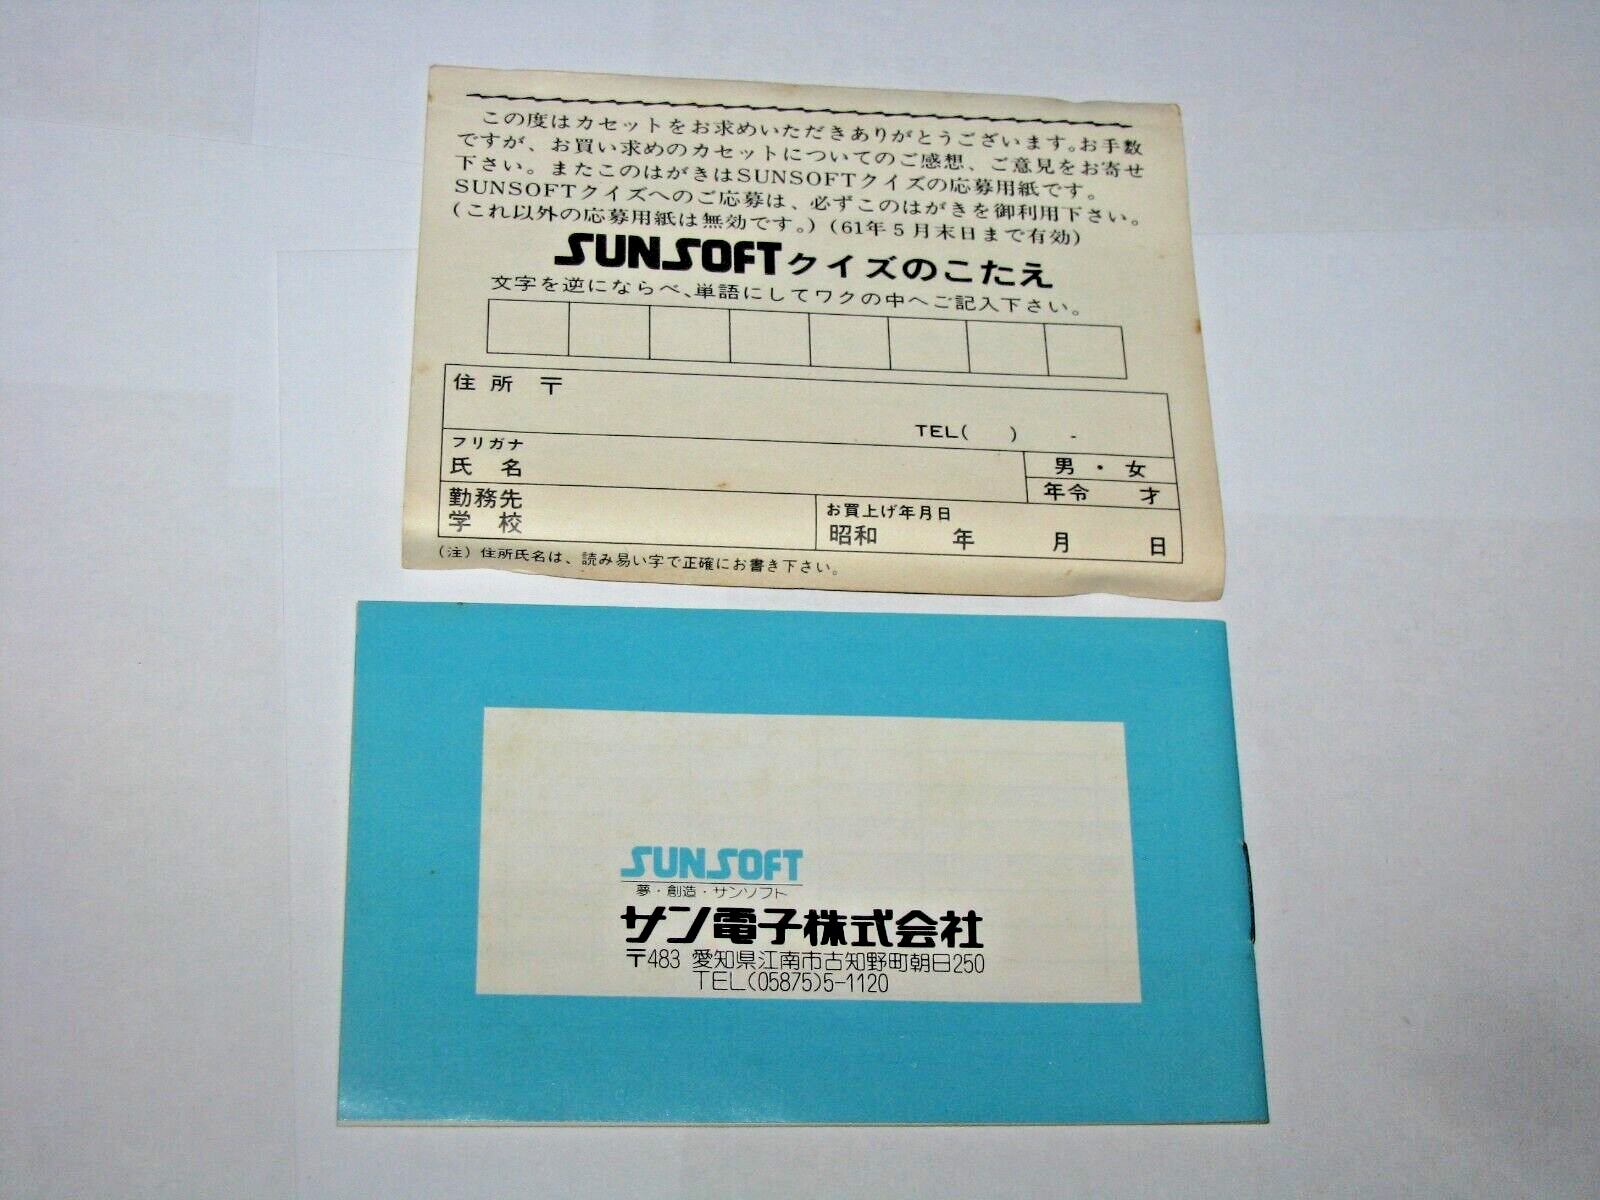 この度はカセットをお求めいただきありがとうございます。お手数
ですが、お買い求めのカセットについてのご感想、ご意見をお寄せ
下さい。またこのはがきはSUNSOFTクイズの応募用紙です。
SUNSOFTクイズへのご応募は、必ずこのはがきを御利用下さい。
(これ以外の応募用紙は無効です。)(61年5月末日まで有効)
SUNSOFTクイズのこたえ
文字を逆にならべ、単語にしてワクの中へご記入下さい。
住所 〒
TEL(  )  -
フリガナ
氏名
男・女
年令 才
勤務先
学校
お買上げ年月日
昭和 年 月 日
(注)住所氏名は、読み易い字で正確にお書き下さい。
SUNSOFT
夢・創造・サンソフト
サン電子株式会社
〒483 愛知県江南市古知野町朝日250
TEL(05875)5-1120